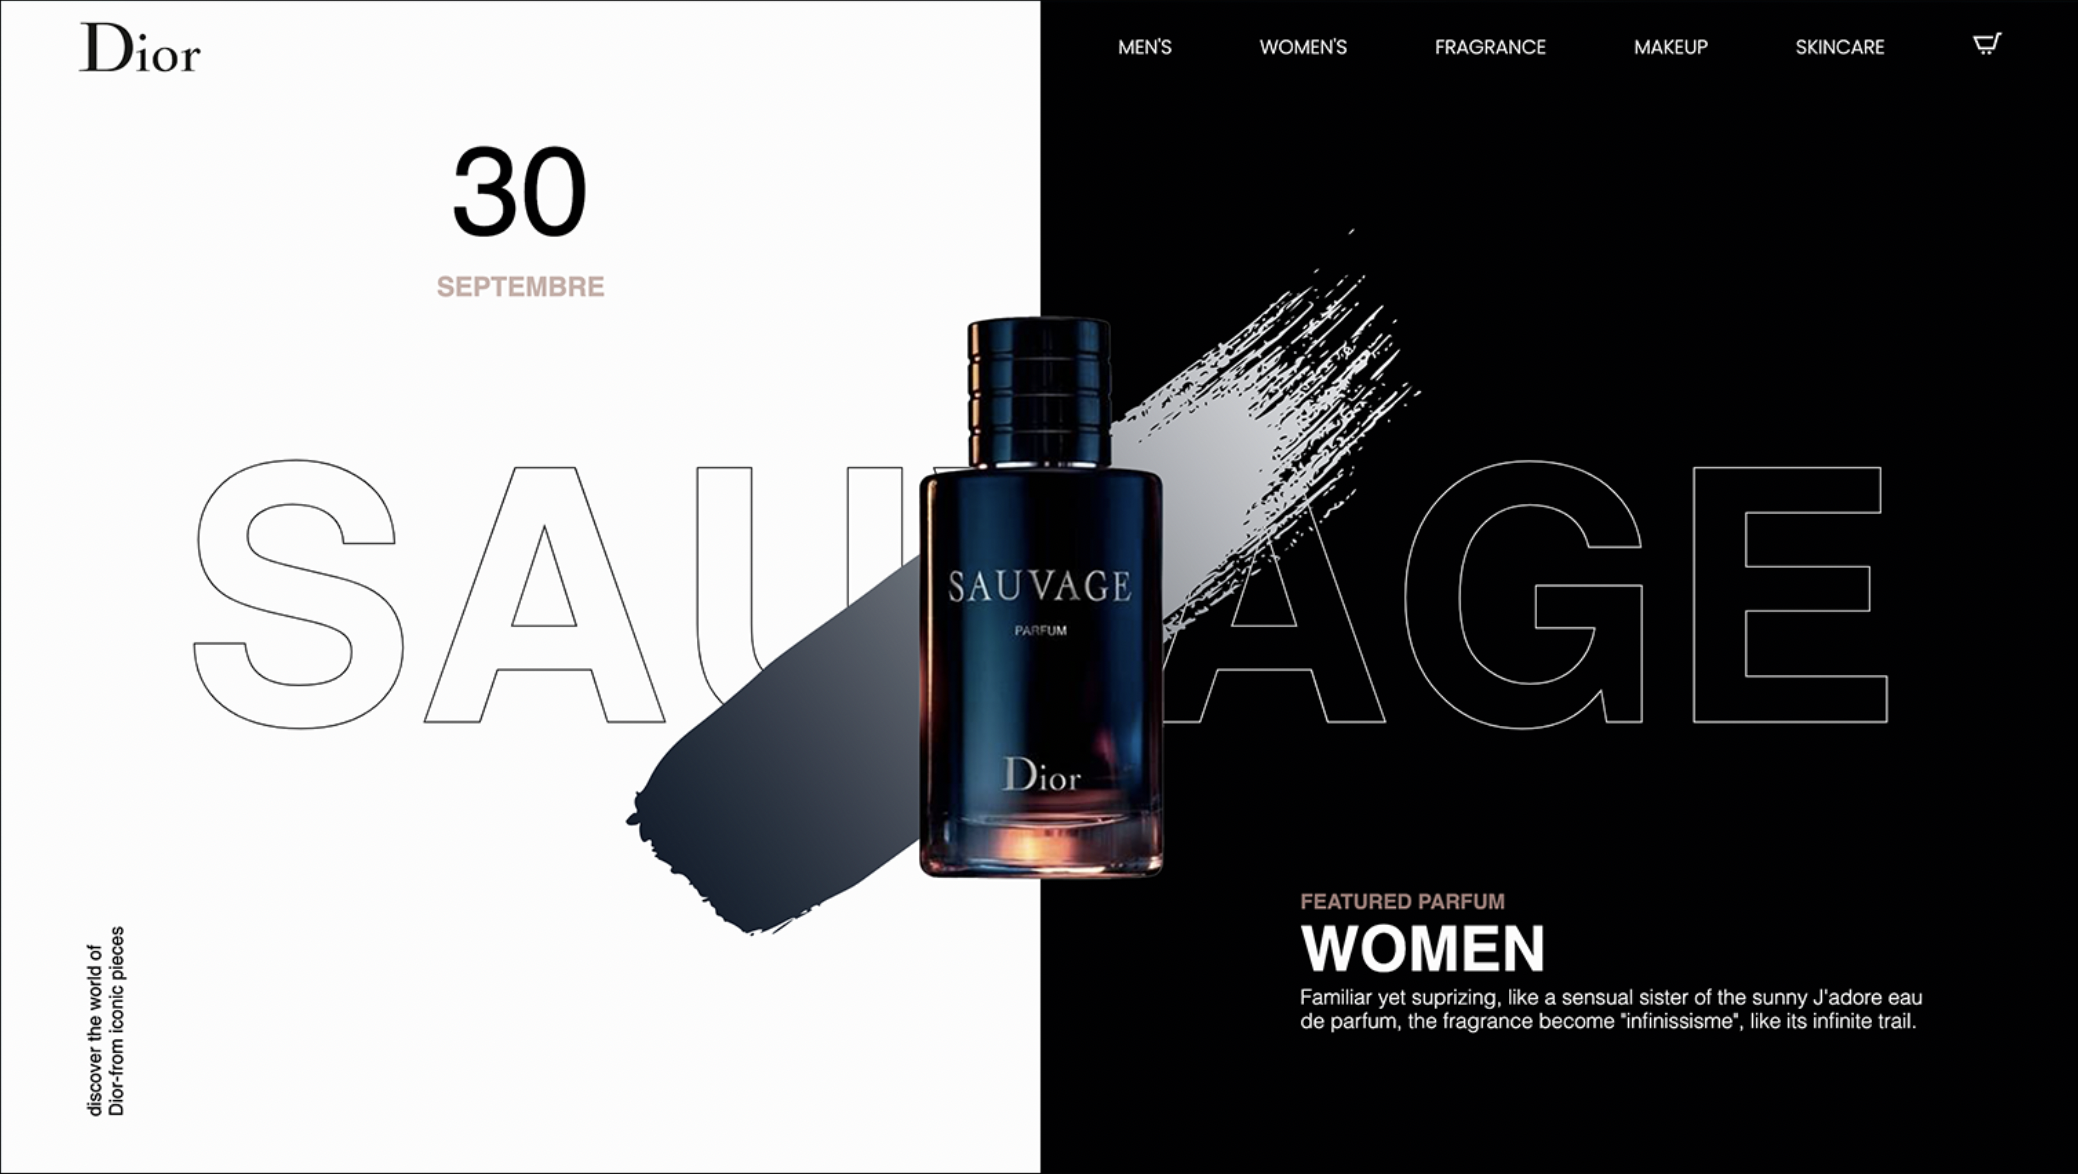 Dior
MEN'S
WOMEN'S
FRAGRANCE
MAKEUP
SKINCARE
30
SEPTEMBRE
SAUVAGE
SAUVAGE
PARFUM
Dior
FEATURED PARFUM
WOMEN
Familiar yet suprizing, like a sensual sister of the sunny J'adore eau
de parfum, the fragrance become "infinissisme", like its infinite trail.
discover the world of
Dior-from iconic pieces